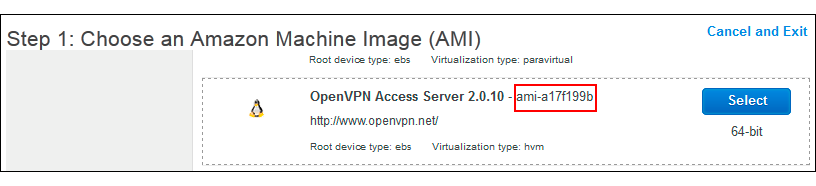 Cancel and Exit
Step 1: Choose an Amazon Machine Image (AMI)
Root device type: ebs Virtualization type: paravirtual
OpenVPN Access Server 2.0.10 - ami-a17f199b
Select
http://www.openvpn.net/
64-bit
Root device type: ebs Virtualization type: hvm